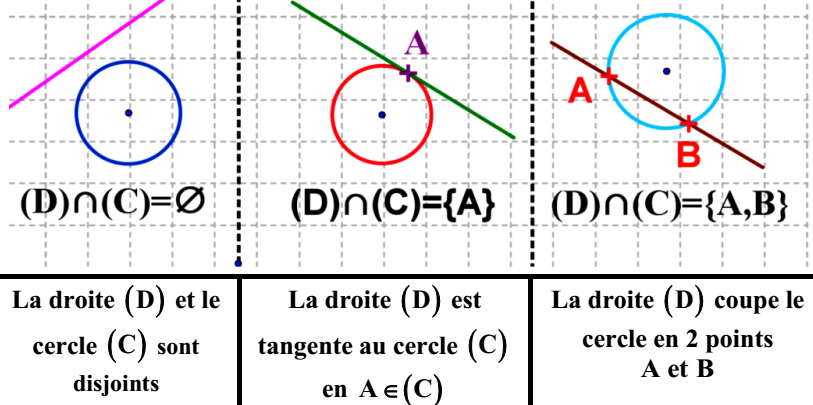 A
A
B
(D)∩(C)=∅
(D)∩(C)={A}
(D)∩(C)={A,B}
La droite (D) et le
cercle (C) sont
disjoints
La droite (D) est
tangente au cercle (C)
en A∈(C)
La droite (D) coupe le
cercle en 2 points
A et B